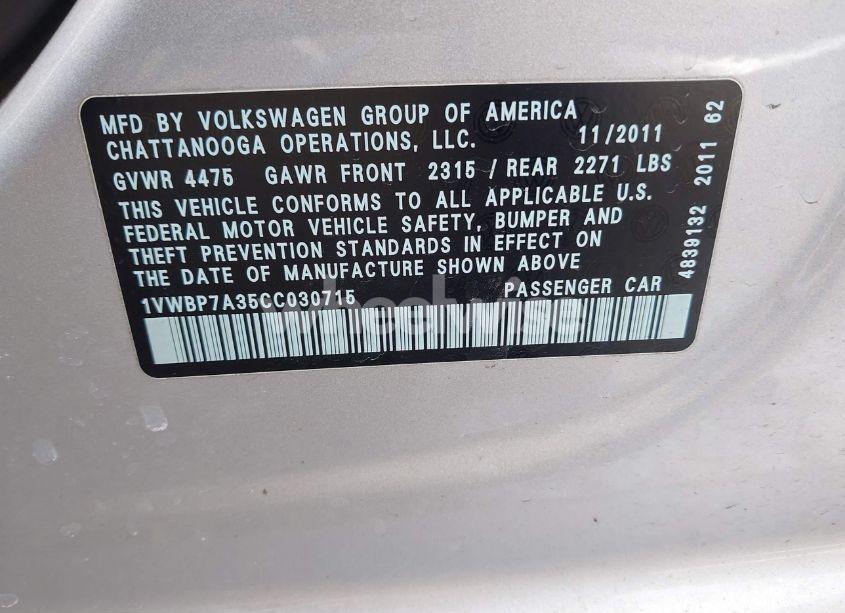 MFD BY VOLKSWAGEN GROUP OF AMERICA
CHATTANOOGA OPERATIONS, LLC. 11/2011
GVWR 4475 GAWR FRONT 2315 / REAR 2271 LBS
THIS VEHICLE CONFORMS TO ALL APPLICABLE U.S.
FEDERAL MOTOR VEHICLE SAFETY, BUMPER AND
THEFT PREVENTION STANDARDS IN EFFECT ON
THE DATE OF MANUFACTURE SHOWN ABOVE
1VWBP7A35CC030715 PASSENGER CAR
4839132 2011 62
wheelwise